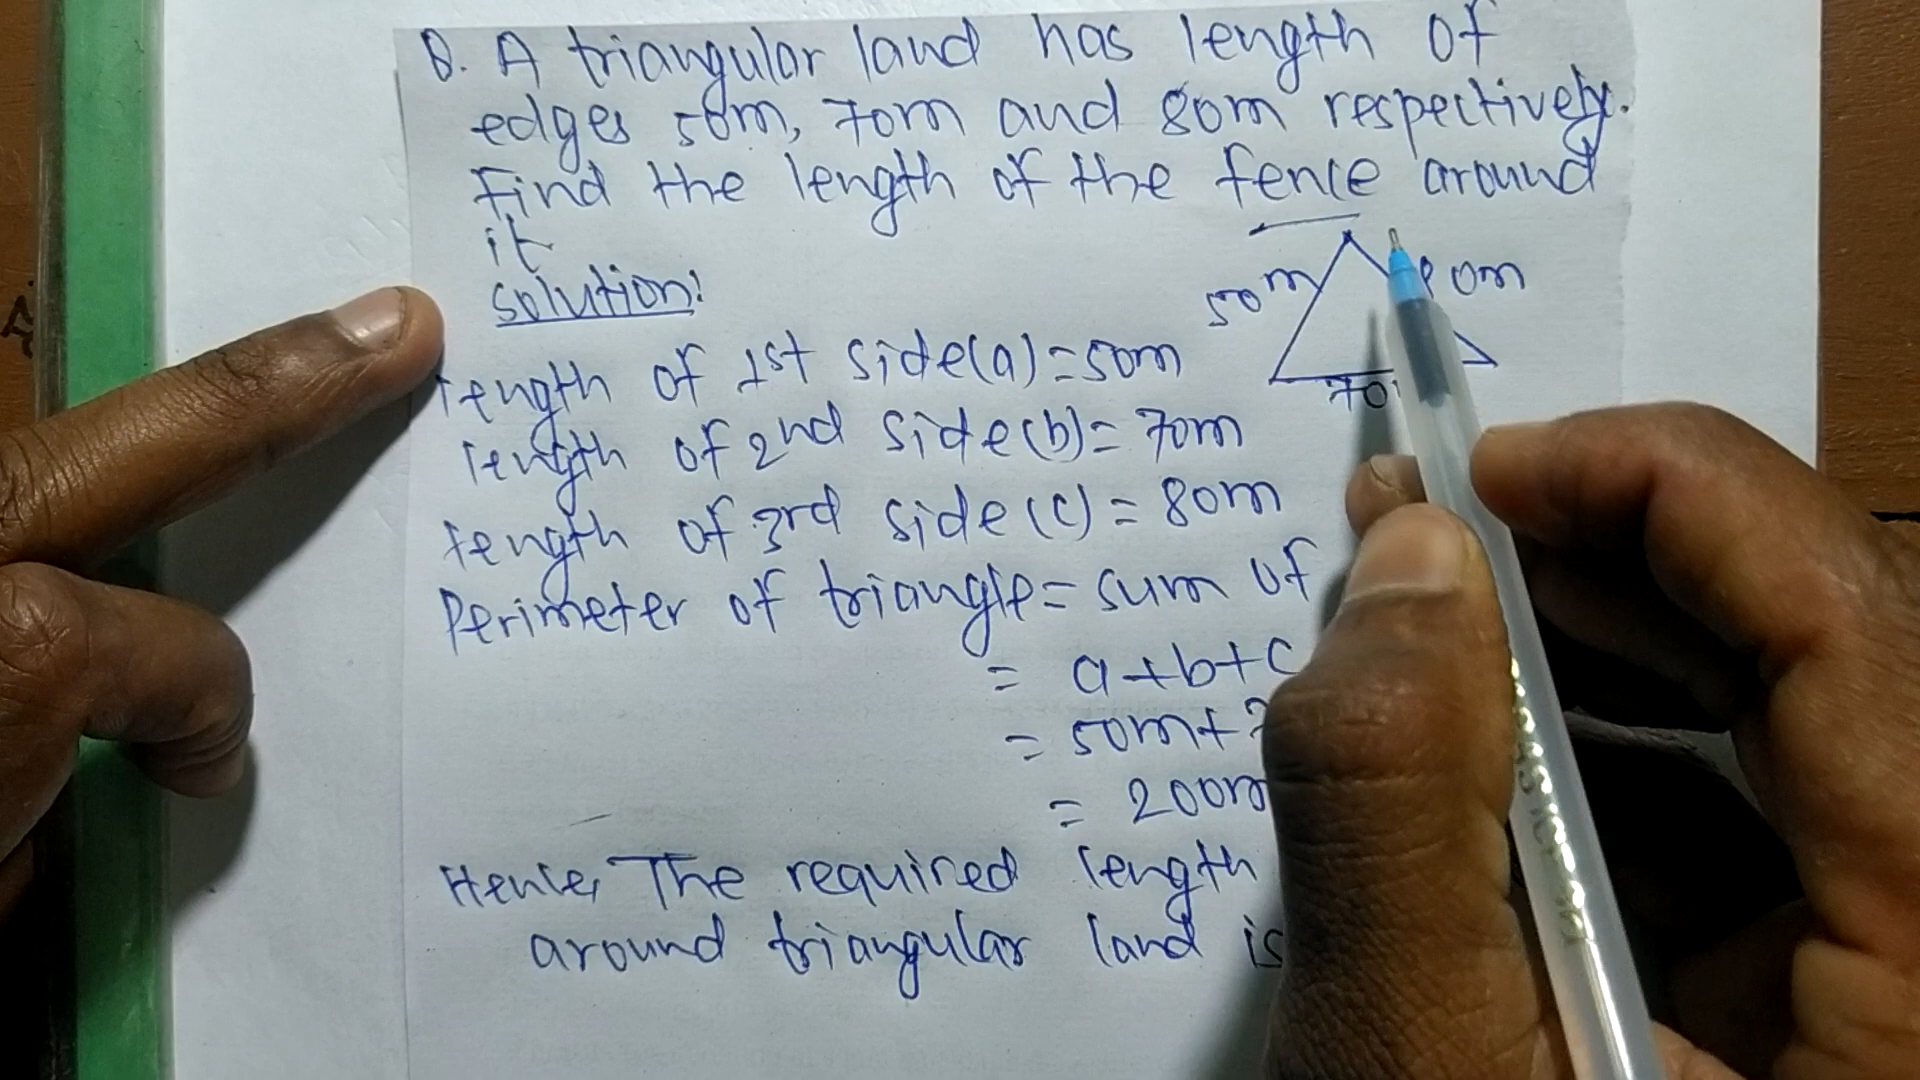 Q. A triangular land has length of
edges 50m, 70m and 80m respectively.
Find the length of the fence around
it
solution:
50m
80m
70
length of 1st side(a)=50m
length of 2nd side(b)= 70m
length of 3rd side(c)= 80m
Perimeter of triangle= sum of
= a+b+c
= 50m+
= 200m
Hence, The required length
around triangular land is